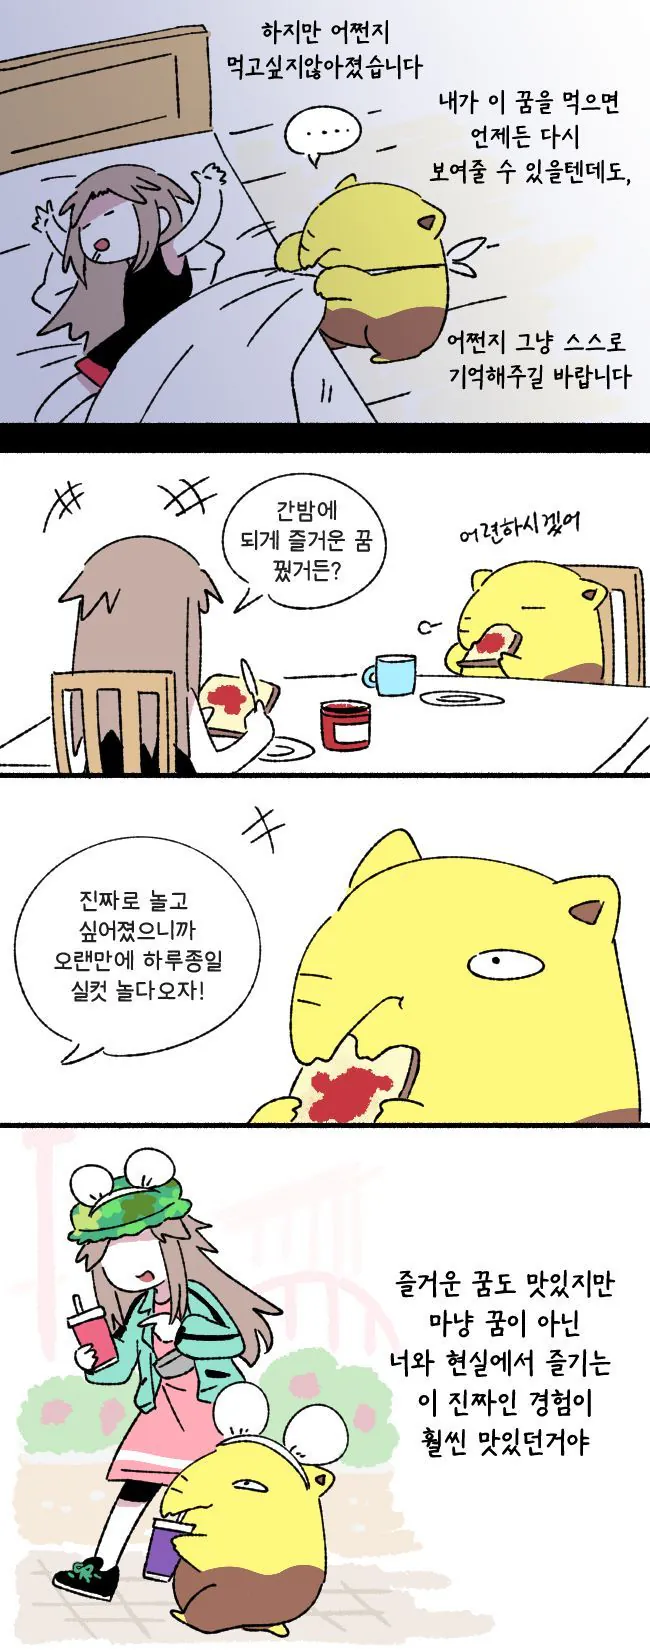 하지만 어쩐지
먹고싶지않아졌습니다
....
내가 이 꿈을 먹으면
언제든 다시
보여줄 수 있을텐데도,
어쩐지 그냥 스스로
기억해주길 바랍니다
간밤에
되게 즐거운 꿈
꿨거든?
어련하시겠어
진짜로 놀고
싶어졌으니까
오랜만에 하루종일
실컷 놀다오자!
즐거운 꿈도 맛있지만
마냥 꿈이 아닌
너와 현실에서 즐기는
이 진짜인 경험이
훨씬 맛있던거야